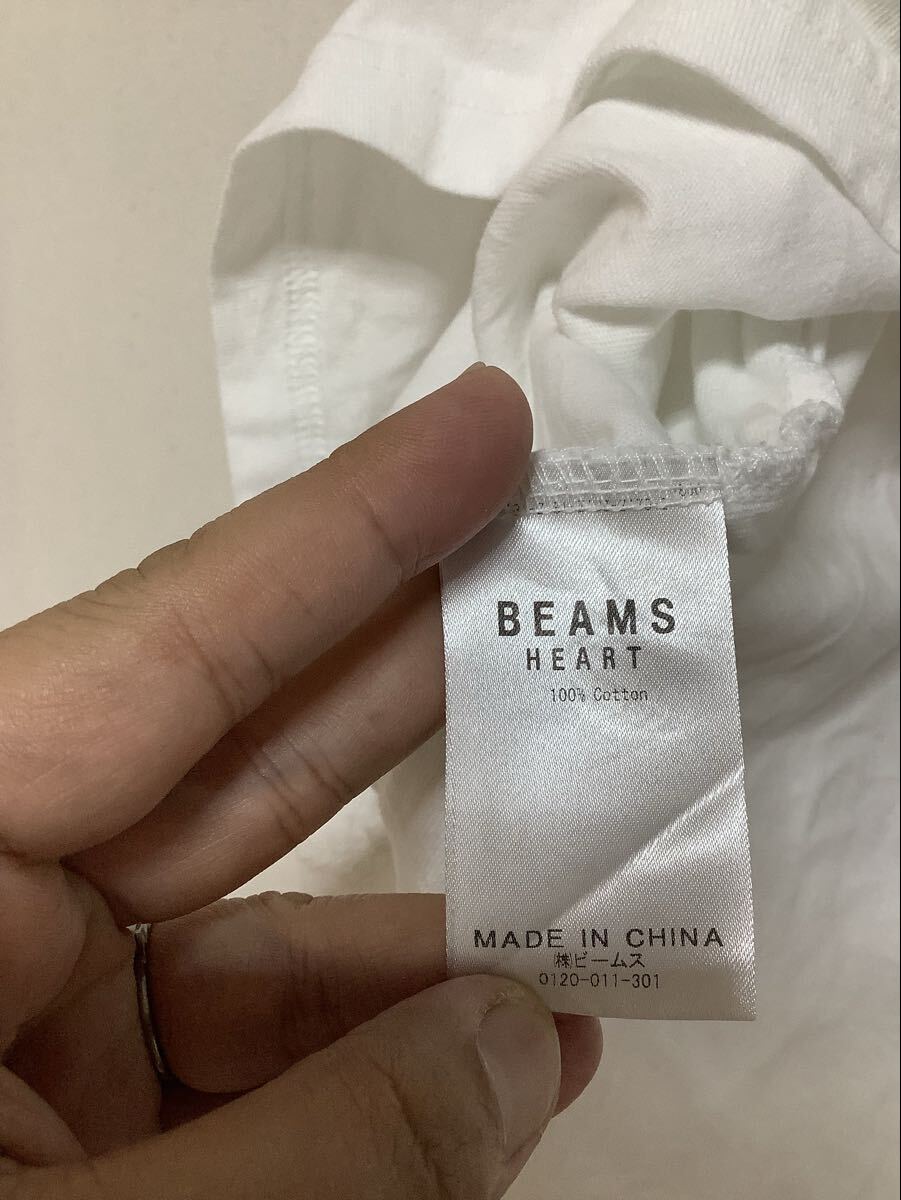 BEAMS
HEART
100% Cotton
MADE IN CHINA
㈱ビームス
0120-011-301